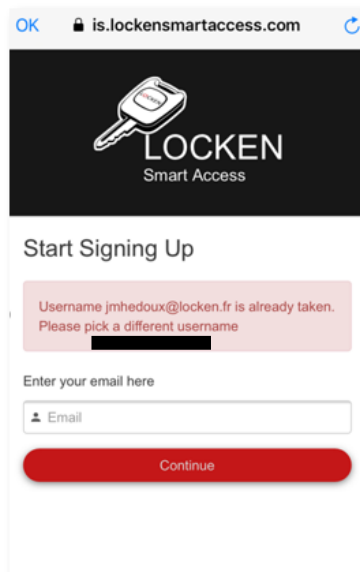 OK is.lockensmartaccess.com
LOCKEN
LOCKEN
Smart Access
Start Signing Up
Username jmhedoux@locken.fr is already taken.
Please pick a different username
Enter your email here
Email
Continue